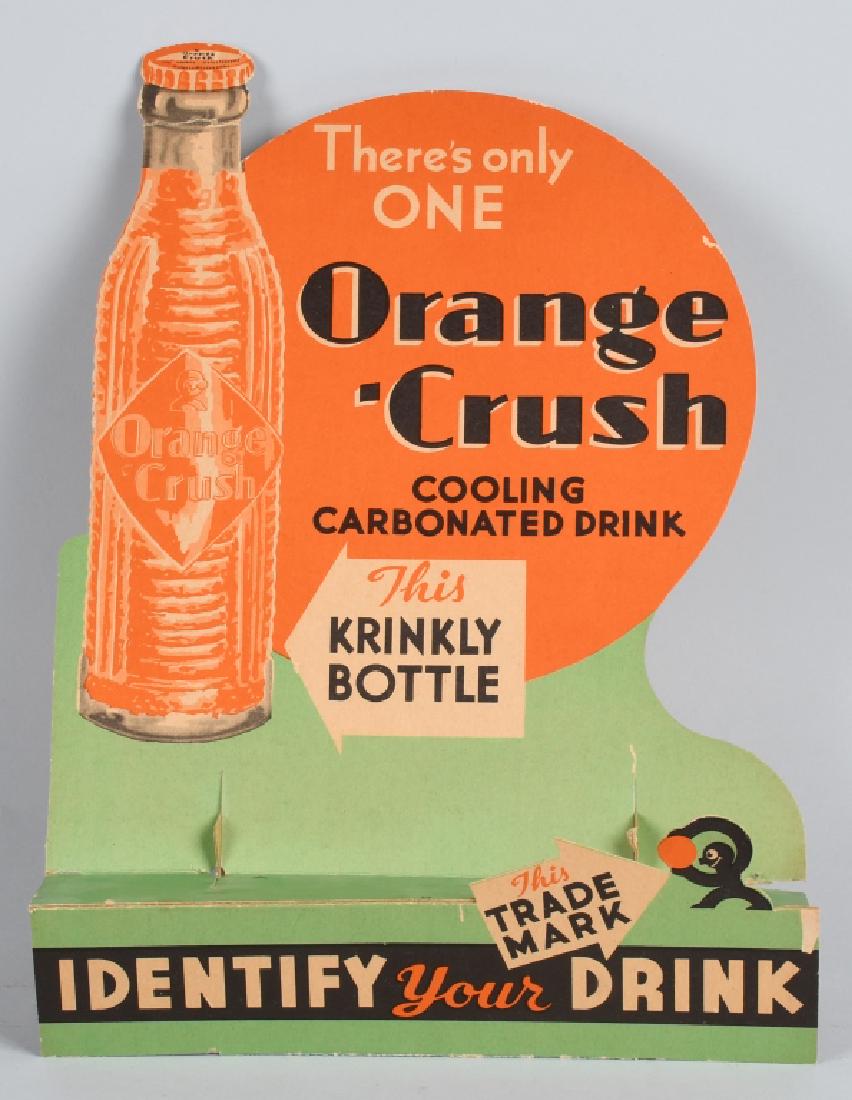 There's only
ONE
Orange
'Crush
COOLING
CARBONATED DRINK
Orange
'Crush
This
KRINKLY
BOTTLE
This
TRADE
MARK
IDENTIFY Your DRINK